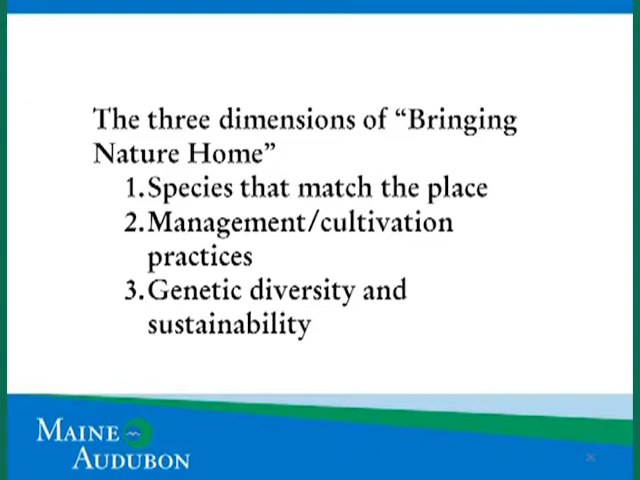 The three dimensions of “Bringing
Nature Home”
1.Species that match the place
2.Management/cultivation
practices
3.Genetic diversity and
sustainability
MAINE
AUDUBON
26